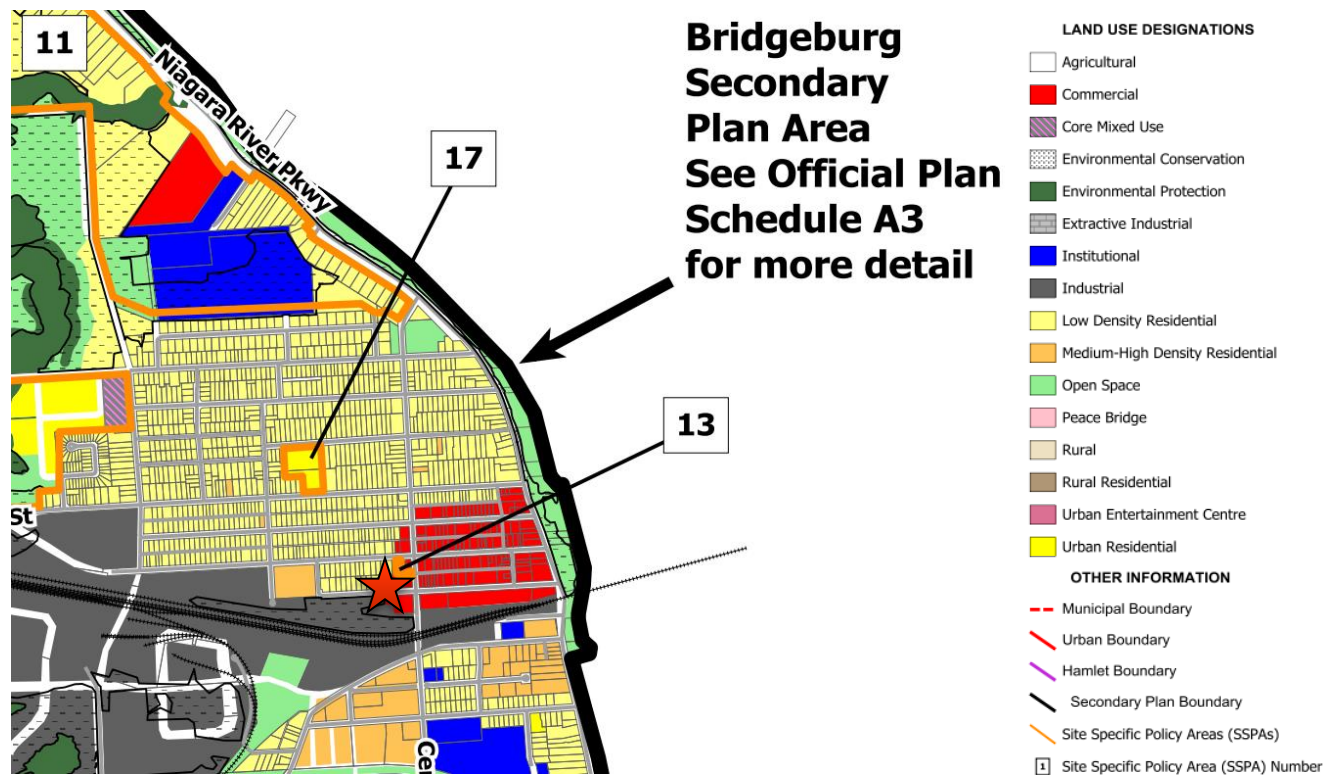 11
Niagara River Pkwy
17
Bridgeburg
Secondary
Plan Area
See Official Plan
Schedule A3
for more detail
13
St
Cen
LAND USE DESIGNATIONS
Agricultural
Commercial
Core Mixed Use
Environmental Conservation
Environmental Protection
Extractive Industrial
Institutional
Industrial
Low Density Residential
Medium-High Density Residential
Open Space
Peace Bridge
Rural
Rural Residential
Urban Entertainment Centre
Urban Residential
OTHER INFORMATION
Municipal Boundary
Urban Boundary
Hamlet Boundary
Secondary Plan Boundary
Site Specific Policy Areas (SSPAs)
1 Site Specific Policy Area (SSPA) Number